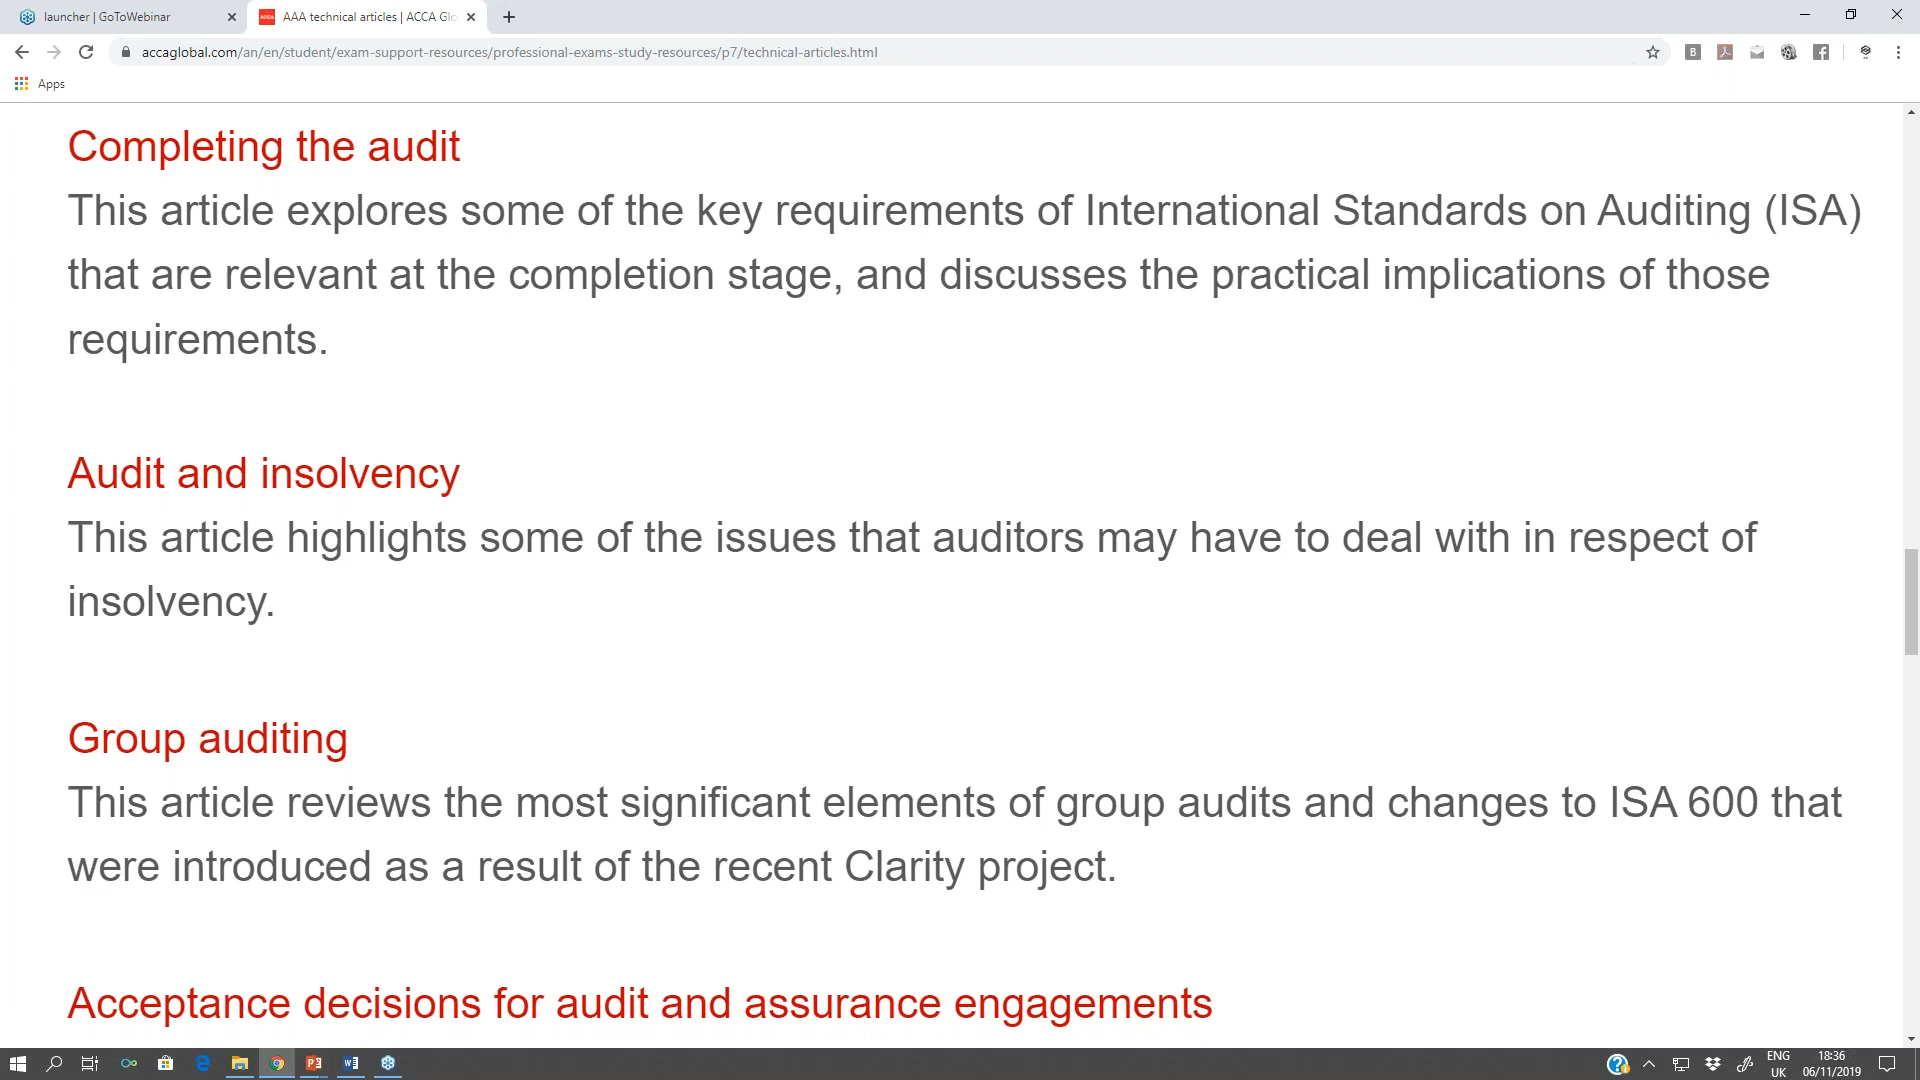 launcher | GoToWebinar
AAA technical articles | ACCA Glo
accaglobal.com/an/en/student/exam-support-resources/professional-exams-study-resources/p7/technical-articles.html
Apps
Completing the audit
This article explores some of the key requirements of International Standards on Auditing (ISA)
that are relevant at the completion stage, and discusses the practical implications of those
requirements.
Audit and insolvency
This article highlights some of the issues that auditors may have to deal with in respect of
insolvency.
Group auditing
This article reviews the most significant elements of group audits and changes to ISA 600 that
were introduced as a result of the recent Clarity project.
Acceptance decisions for audit and assurance engagements
ENG
UK
18:36
06/11/2019